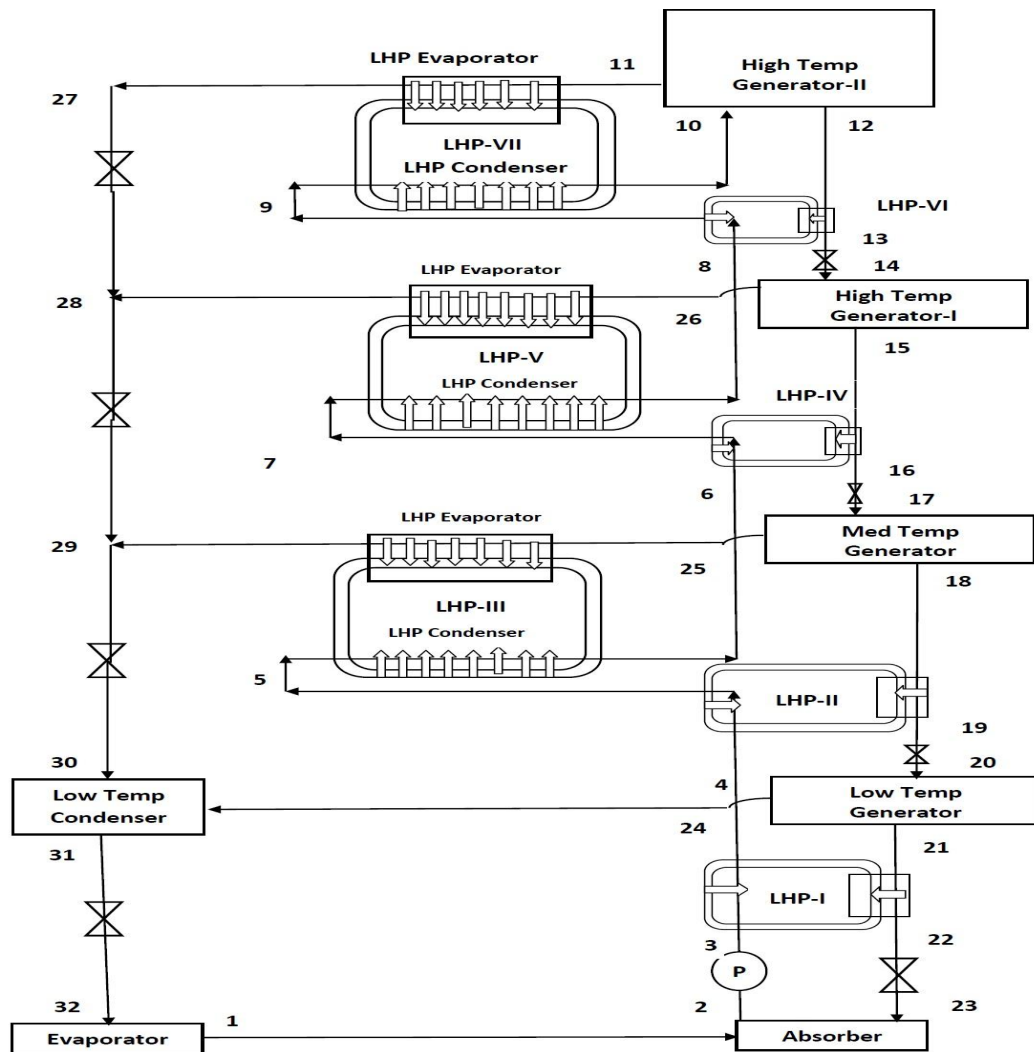 LHP Evaporator
11
High Temp
Generator-II
27
10
12
LHP-VII
LHP Condenser
9
LHP-VI
13
8
14
LHP Evaporator
28
26
High Temp
Generator-I
15
LHP-V
LHP Condenser
LHP-IV
7
16
6
17
LHP Evaporator
29
25
Med Temp
Generator
18
LHP-III
LHP Condenser
5
LHP-II
19
30
20
4
Low Temp
Condenser
Low Temp
Generator
24
31
21
LHP-I
3
22
P
32
1
2
23
Evaporator
Absorber